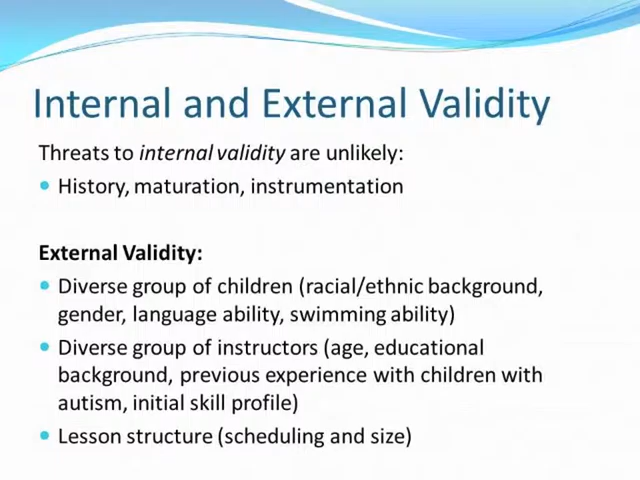 Internal and External Validity
Threats to internal validity are unlikely:
• History, maturation, instrumentation
External Validity:
• Diverse group of children (racial/ethnic background,
gender, language ability, swimming ability)
• Diverse group of instructors (age, educational
background, previous experience with children with
autism, initial skill profile)
• Lesson structure (scheduling and size)